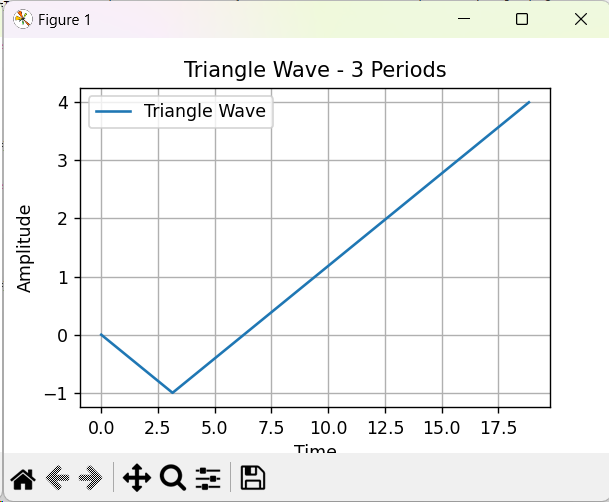 Figure 1
Triangle Wave - 3 Periods
Triangle Wave
4
3
2
1
0
−1
Amplitude
0.0 2.5 5.0 7.5 10.0 12.5 15.0 17.5
Time